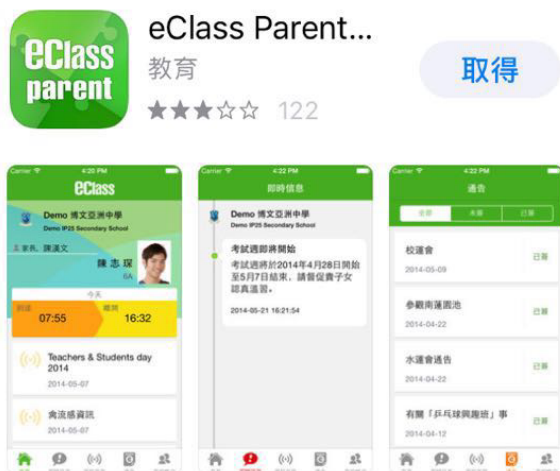 eClass
parent
eClass Parent...
教育
122
取得
Carrier
4:20 PM
eClass
Demo 博文亞洲中學
Demo IP25 Secondary School
陳漢文
陳志琛
6A
今天
07:55
16:32
Teachers & Students day
2014
2014-05-07
禽流感資訊
2014-05-07
Carrier
4:22 PM
即時信息
Demo 博文亞洲中學
Demo IP25 Secondary School
考試週即將開始
考試週將於2014年4月28日開始
至5月7日結束，請督促貴子女
認真溫習。
2014-05-21 16:21:54
Carrier
4:22 PM
通告
全部
未簽
已簽
校運會
2014-05-09
已簽
參觀南蓮園池
2014-04-22
已簽
水運會通告
2014-04-22
已簽
有關「乒乓球興趣班」事
2014-04-12
已簽